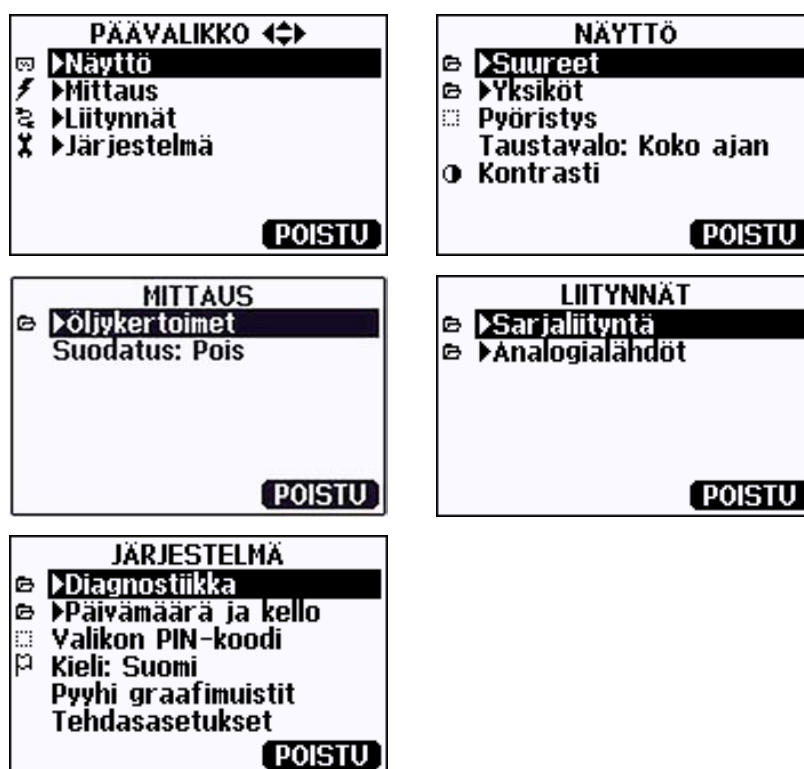 PÄÄVALIKKO
Näyttö
Mittaus
Liitynnät
Järjestelmä
POISTU
NÄYTTÖ
Suureet
Yksiköt
Pyöristys
Taustavalo: Koko ajan
Kontrasti
POISTU
MITTAUS
Öljykertoimet
Suodatus: Pois
POISTU
LIITYNNÄT
Sarjaliityntä
Analogialähdöt
POISTU
JÄRJESTELMÄ
Diagnostiikka
Päivämäärä ja kello
Valikon PIN-koodi
Kieli: Suomi
Pyyhi graafimuistit
Tehdasasetukset
POISTU